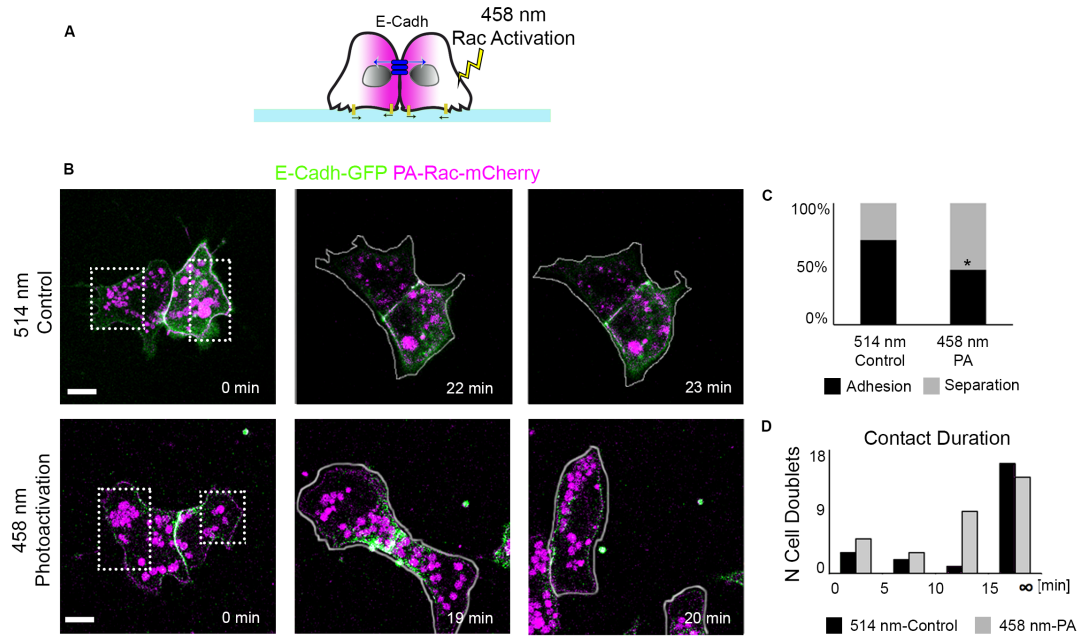 A
E-Cadh
458 nm
Rac Activation
B
E-Cadh-GFP PA-Rac-mCherry
514 nm
Control
0 min
22 min
23 min
458 nm
Photoactivation
0 min
19 min
20 min
C
100%
50%
0%
*
514 nm
Control
458 nm
PA
Adhesion
Separation
D
Contact Duration
N Cell Doublets
18
9
0
0
5
10
15
∞ [min]
514 nm-Control
458 nm-PA